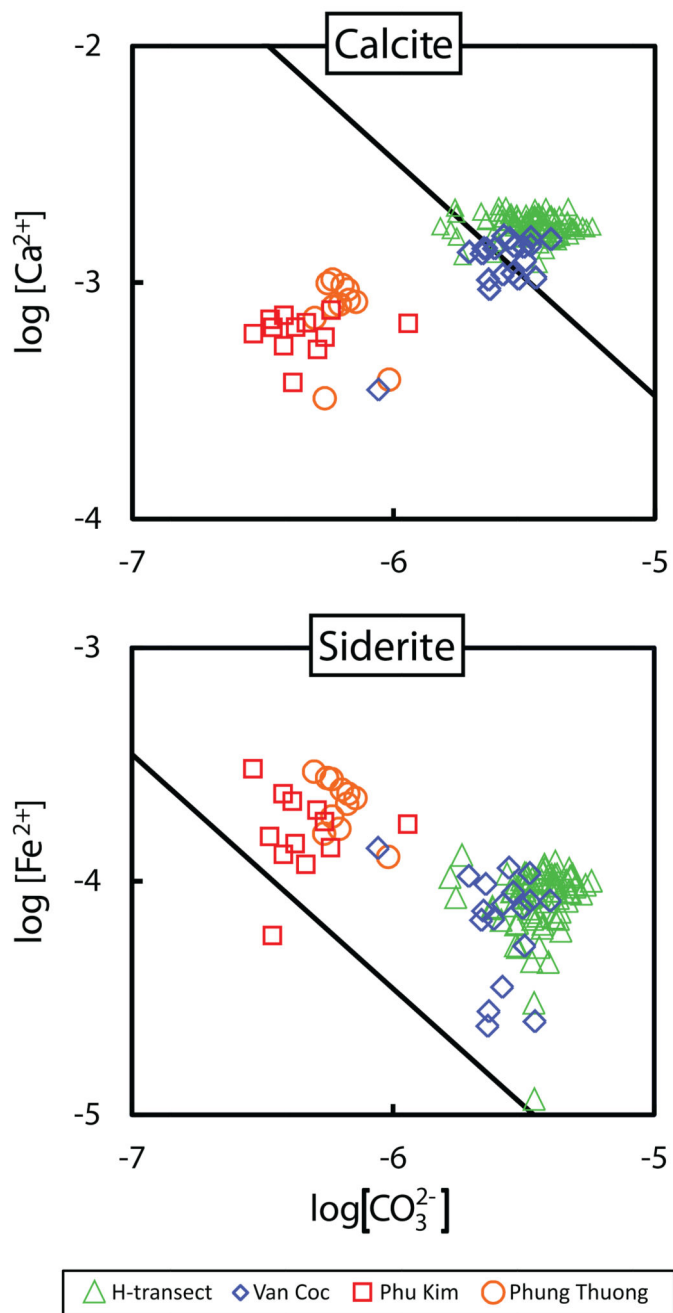 Calcite
-2
-3
-4
log [Ca²⁺]
-7 -6 -5
Siderite
-3
-4
-5
log [Fe²⁺]
-7 -6 -5
log[CO₃²⁻]
H-transect Van Coc Phu Kim Phung Thuong